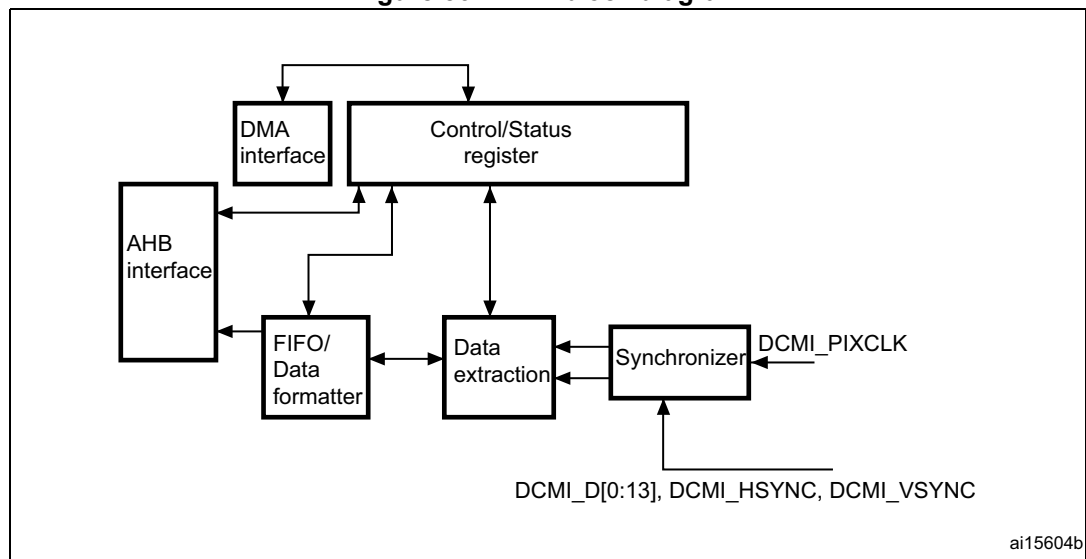 DMA
interface
Control/Status
register
AHB
interface
FIFO/
Data
formatter
Data
extraction
Synchronizer
DCMI_PIXCLK
DCMI_D[0:13], DCMI_HSYNC, DCMI_VSYNC
ai15604b